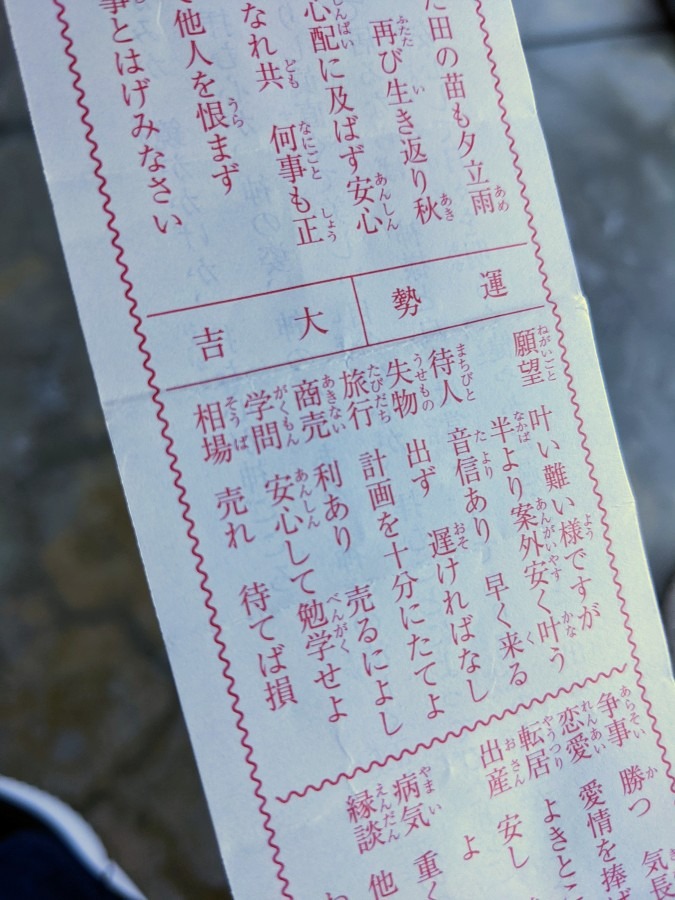 た田の苗も夕立雨
再び生き返り秋
心配に及ばず安心
なれ共 何事も正
他人を恨まず
事とはげみなさい
運勢 大吉
願望 叶い難い様ですが
半より案外安く叶う
待人 音信あり 早く来る
失物 出ず 遅ければなし
旅行 計画を十分にたてよ
商売 利あり 売るによし
学問 安心して勉学せよ
相場 売れ 待てば損
争事 勝つ 気長
恋愛 愛情を捧げ
転居 よきとこ
出産 安し よ
病気 重く
縁談 他